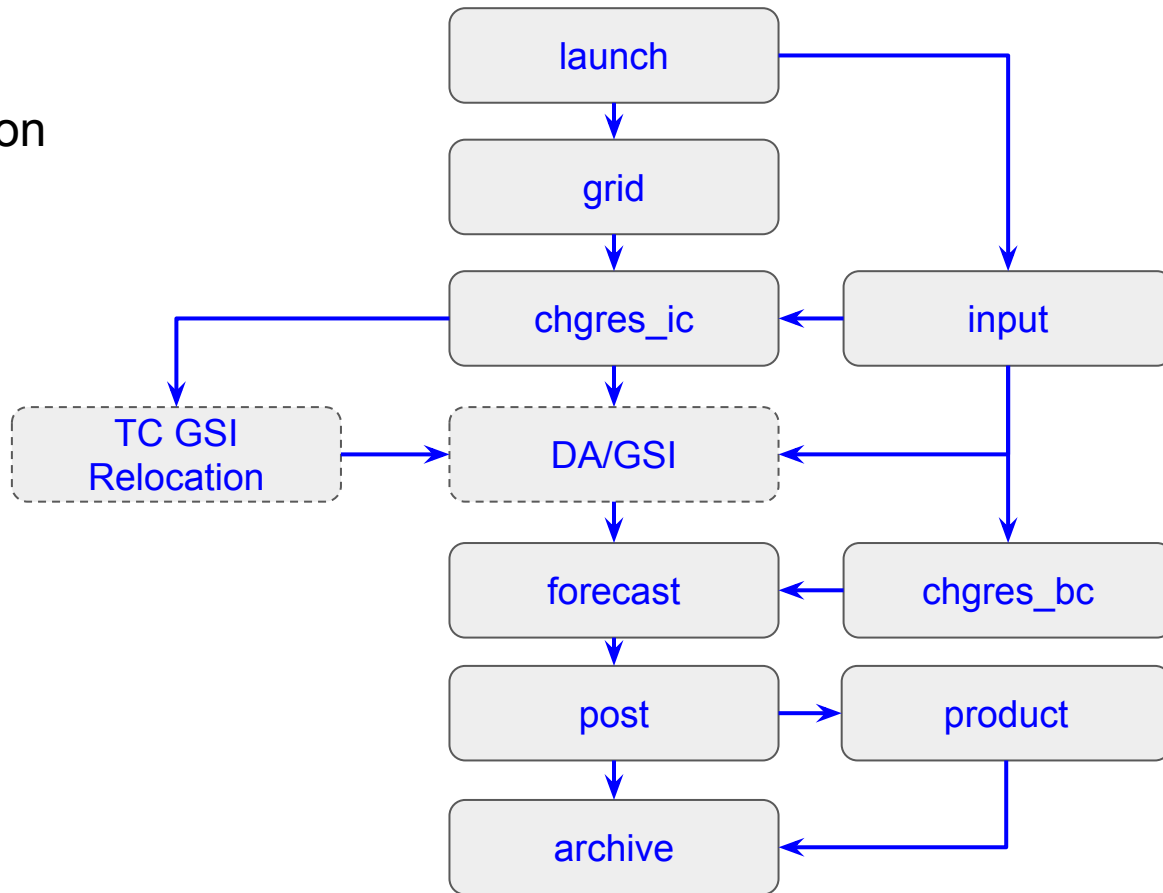 launch
on
grid
chgres_ic
input
TC GSI
Relocation
DA/GSI
forecast
chgres_bc
post
product
archive